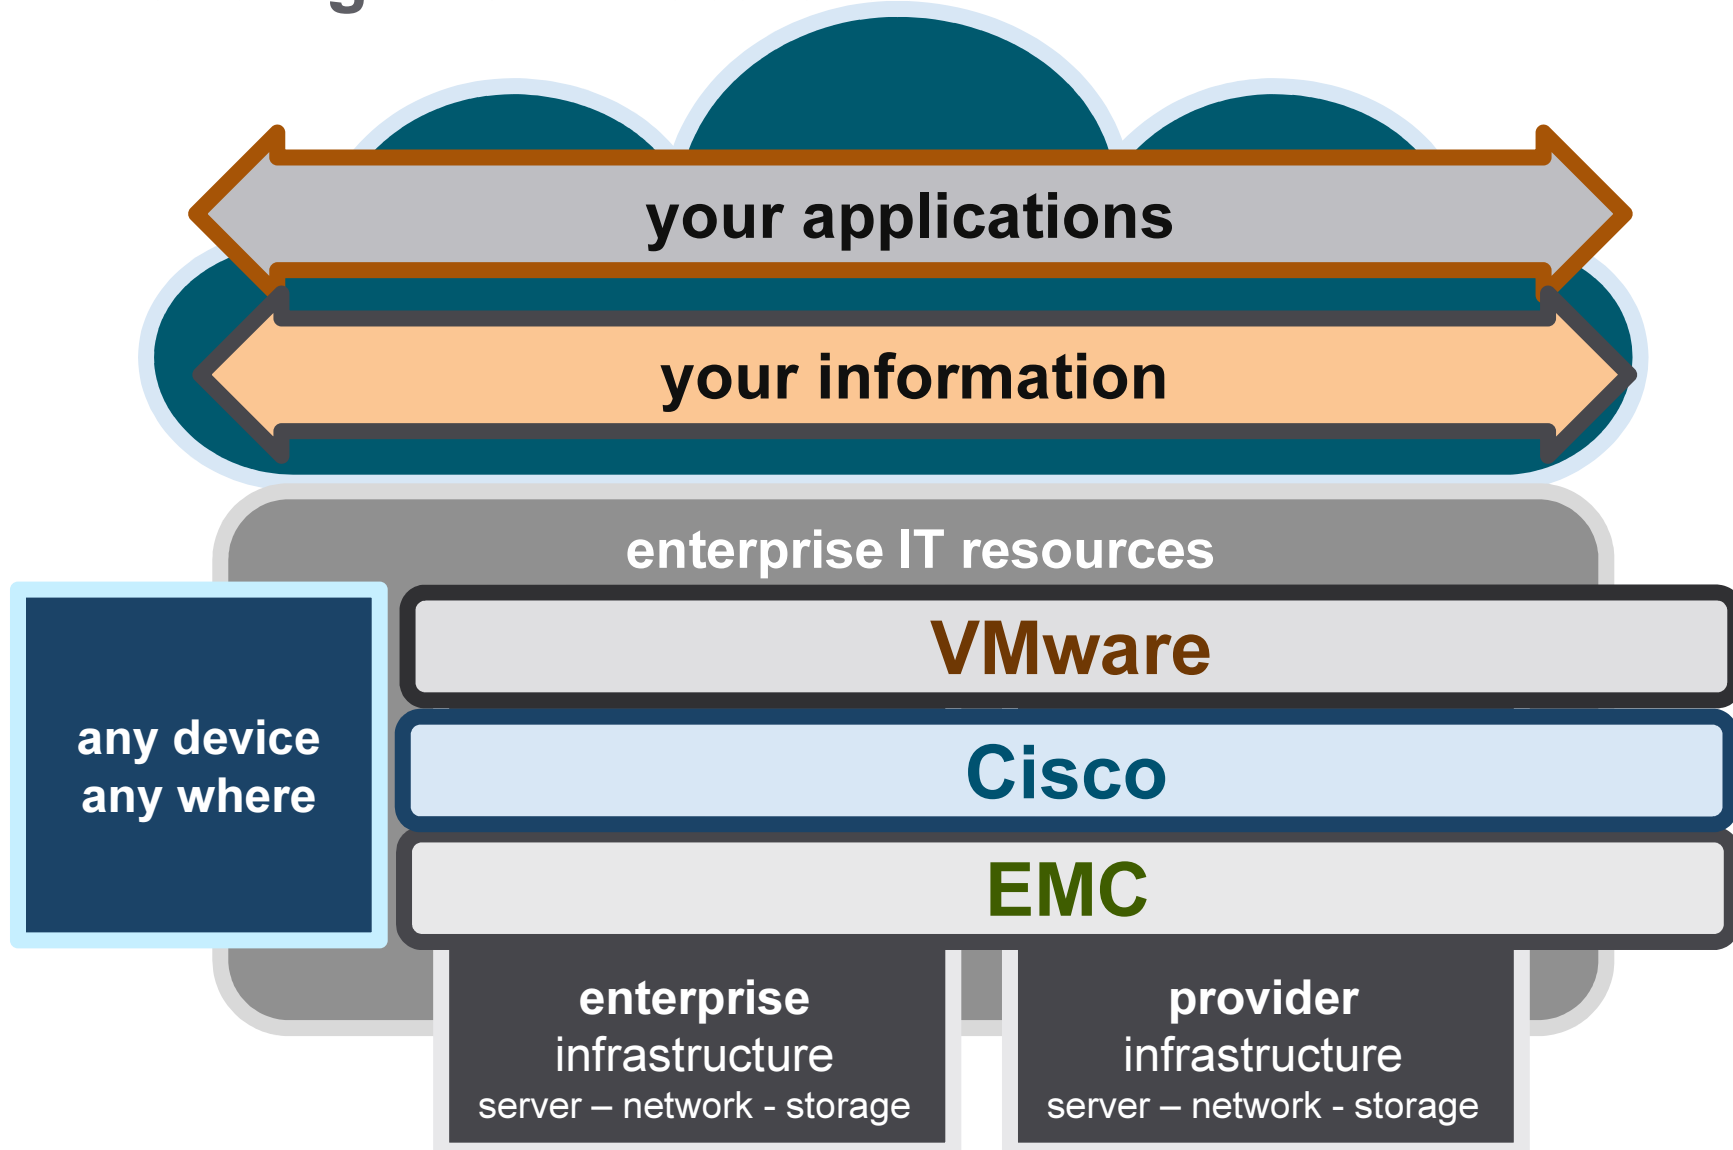 your applications
your information
enterprise IT resources
VMware
any device
any where
Cisco
EMC
enterprise
infrastructure
server – network - storage
provider
infrastructure
server – network - storage